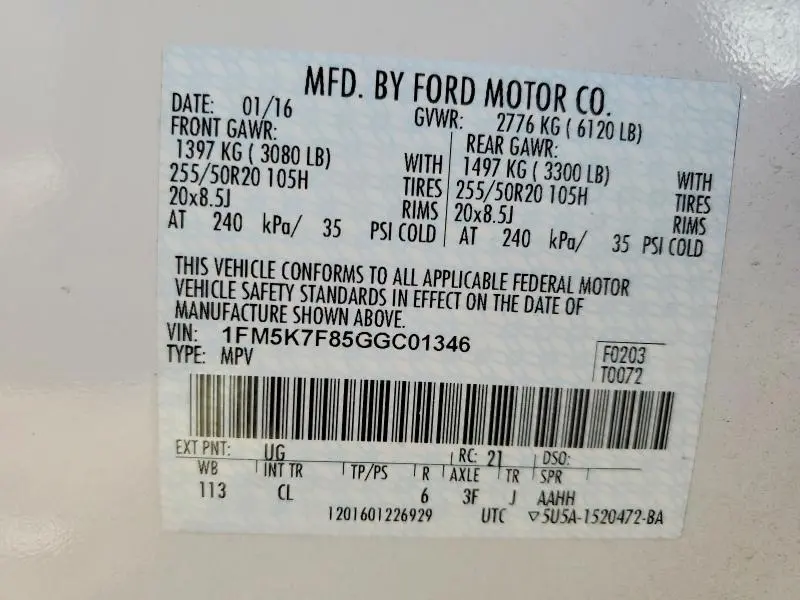 MFD. BY FORD MOTOR CO.
DATE: 01/16 GVWR: 2776 KG ( 6120 LB)
FRONT GAWR: REAR GAWR:
1397 KG ( 3080 LB) WITH 1497 KG ( 3300 LB) WITH
255/50R20 105H TIRES 255/50R20 105H TIRES
20x8.5J RIMS 20x8.5J RIMS
AT 240 kPa/ 35 PSI COLD AT 240 kPa/ 35 PSI COLD
THIS VEHICLE CONFORMS TO ALL APPLICABLE FEDERAL MOTOR
VEHICLE SAFETY STANDARDS IN EFFECT ON THE DATE OF
MANUFACTURE SHOWN ABOVE.
VIN: 1FM5K7F85GGC01346
TYPE: MPV
F0203
T0072
EXT PNT: UG RC: 21 DSO:
WB INT TR TP/PS R AXLE TR SPR
113 CL 6 3F J AAHH
1201601226929 UTC ▽5U5A-1520472-BA